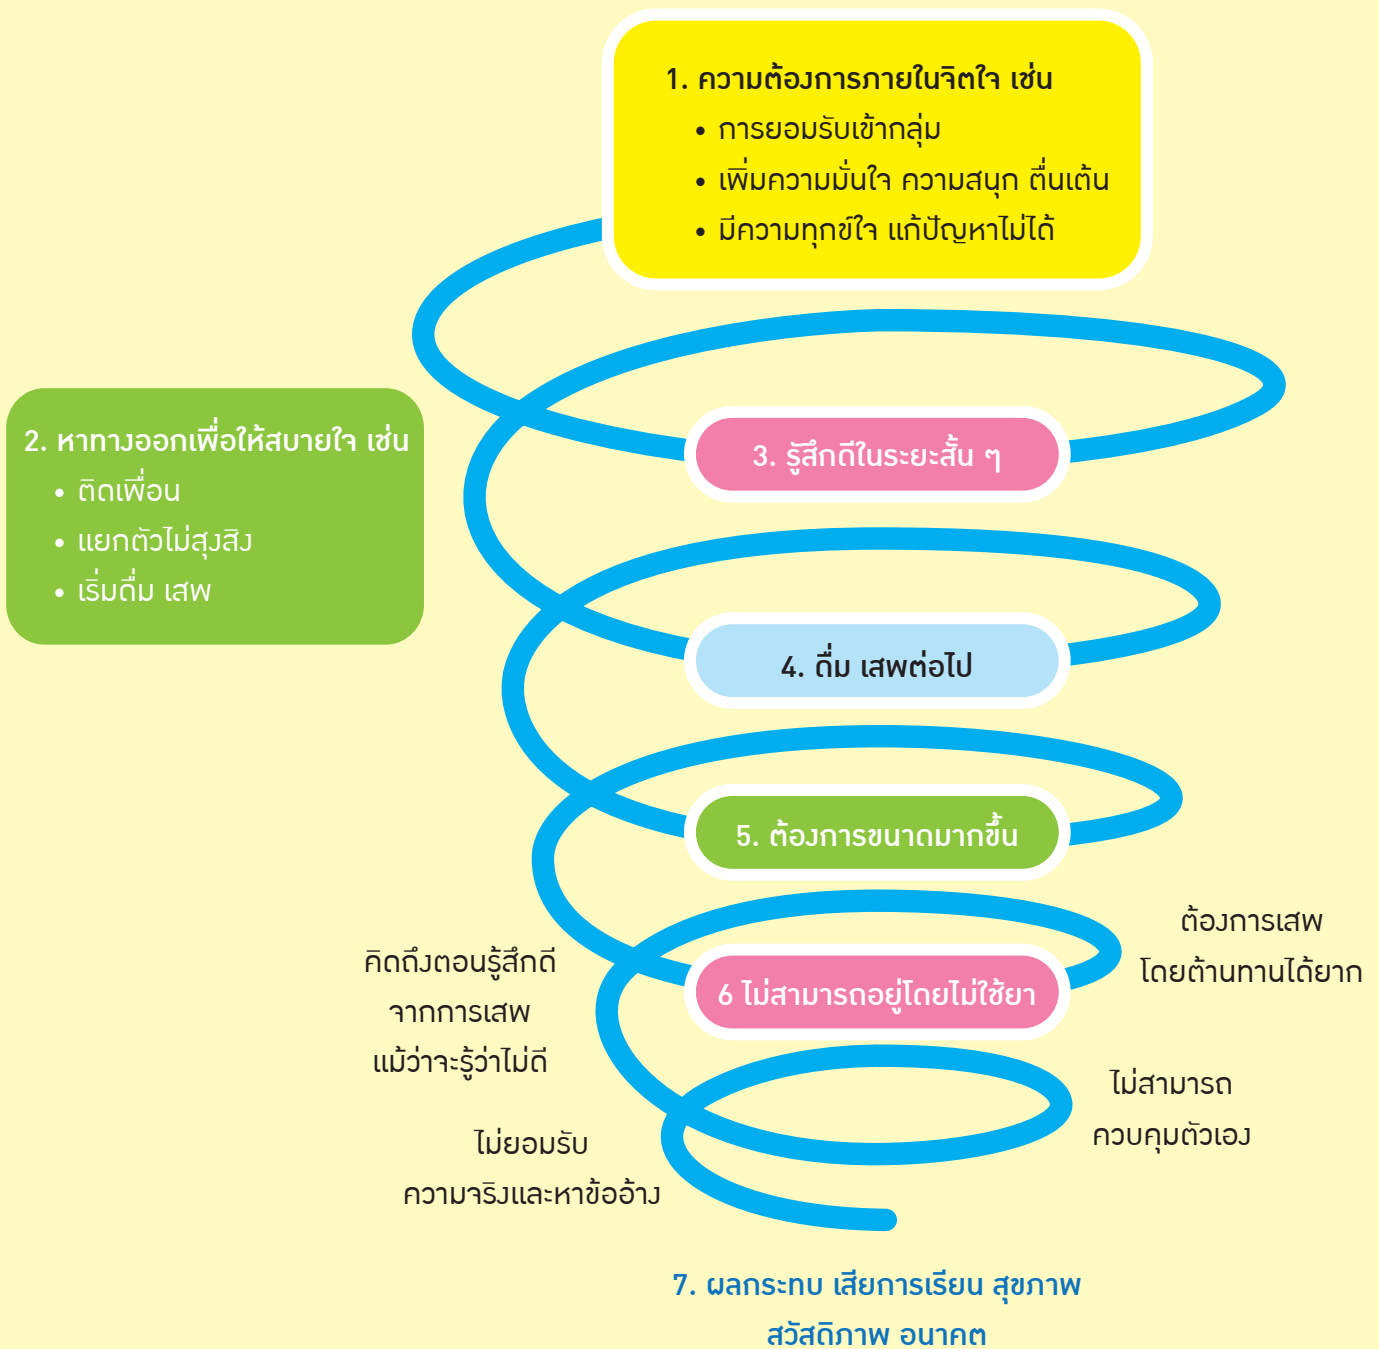 1. ความต้องการภายในจิตใจ เช่น
• การยอมรับเข้ากลุ่ม
• เพิ่มความมั่นใจ ความสนุก ตื่นเต้น
• มีความทุกข์ใจ แก้ปัญหาไม่ได้
2. หาทางออกเพื่อให้สบายใจ เช่น
• ติดเพื่อน
• แยกตัวไม่สุงสิง
• เริ่มดื่ม เสพ
3. รู้สึกดีในระยะสั้น ๆ
4. ดื่ม เสพต่อไป
5. ต้องการขนาดมากขึ้น
ต้องการเสพ
โดยต้านทานได้ยาก
6 ไม่สามารถอยู่โดยไม่ใช้ยา
คิดถึงตอนรู้สึกดี
จากการเสพ
แม้ว่าจะรู้ว่าไม่ดี
ไม่สามารถ
ควบคุมตัวเอง
ไม่ยอมรับ
ความจริงและหาข้ออ้าง
7. ผลกระทบ เสียการเรียน สุขภาพ
สวัสดิภาพ อนาคต